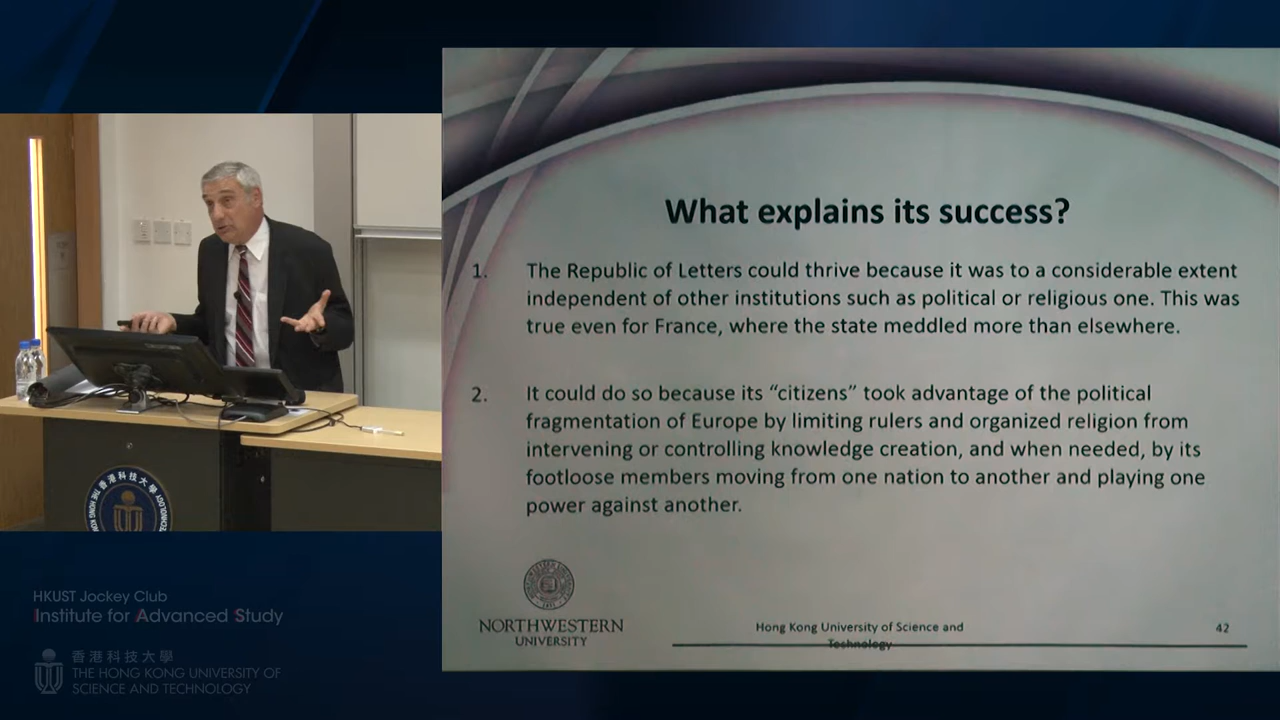 What explains its success?
1. The Republic of Letters could thrive because it was to a considerable extent
independent of other institutions such as political or religious one. This was
true even for France, where the state meddled more than elsewhere.
2. It could do so because its “citizens” took advantage of the political
fragmentation of Europe by limiting rulers and organized religion from
intervening or controlling knowledge creation, and when needed, by its
footloose members moving from one nation to another and playing one
power against another.
NORTHWESTERN
UNIVERSITY
Hong Kong University of Science and
Technology
42
HKUST Jockey Club
Institute for Advanced Study
香港科技大學
THE HONG KONG UNIVERSITY OF
SCIENCE AND TECHNOLOGY
香港科技大學